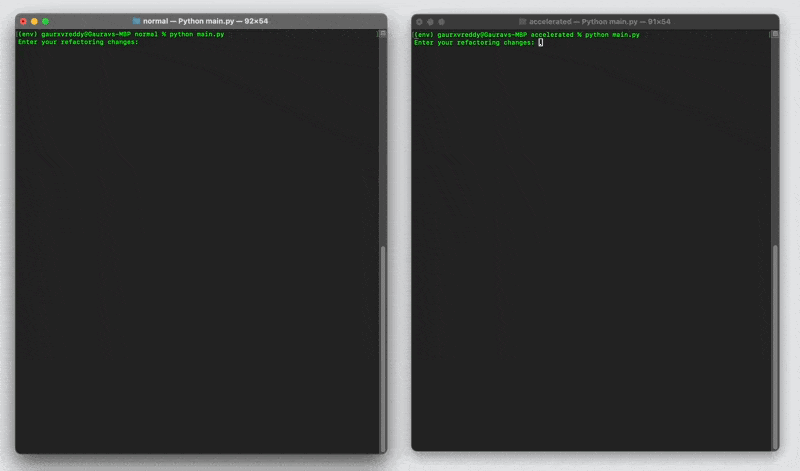 normal — Python main.py — 92×54
[(env) gaurxvreddy@Gauravs-MBP normal % python main.py
Enter your refactoring changes:
accelerated — Python main.py — 91×54
[(env) gaurxvreddy@Gauravs-MBP accelerated % python main.py
Enter your refactoring changes: